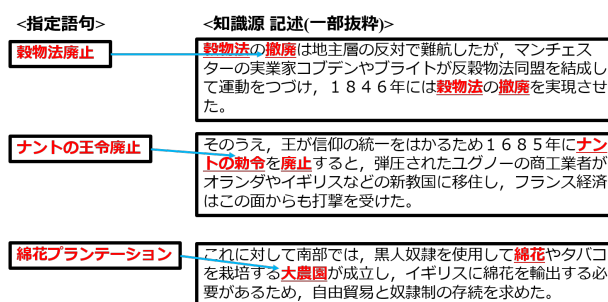 <指定語句> <知識源 記述(一部抜粋)>
穀物法廃止
穀物法の撤廃は地主層の反対で難航したが，マンチェス
ターの実業家コブデンやブライトが反穀物法同盟を結成し
て運動をつづけ，１８４６年には穀物法の撤廃を実現させ
た。
ナントの王令廃止
そのうえ，王が信仰の統一をはかるため１６８５年にナン
トの勅令を廃止すると，弾圧されたユグノーの商工業者が
オランダやイギリスなどの新教国に移住し，フランス経済
はこの面からも打撃を受けた。
綿花プランテーション
これに対して南部では，黒人奴隷を使用して綿花やタバコ
を栽培する大農園が成立し，イギリスに綿花を輸出する必
要があるため，自由貿易と奴隷制の存続を求めた。